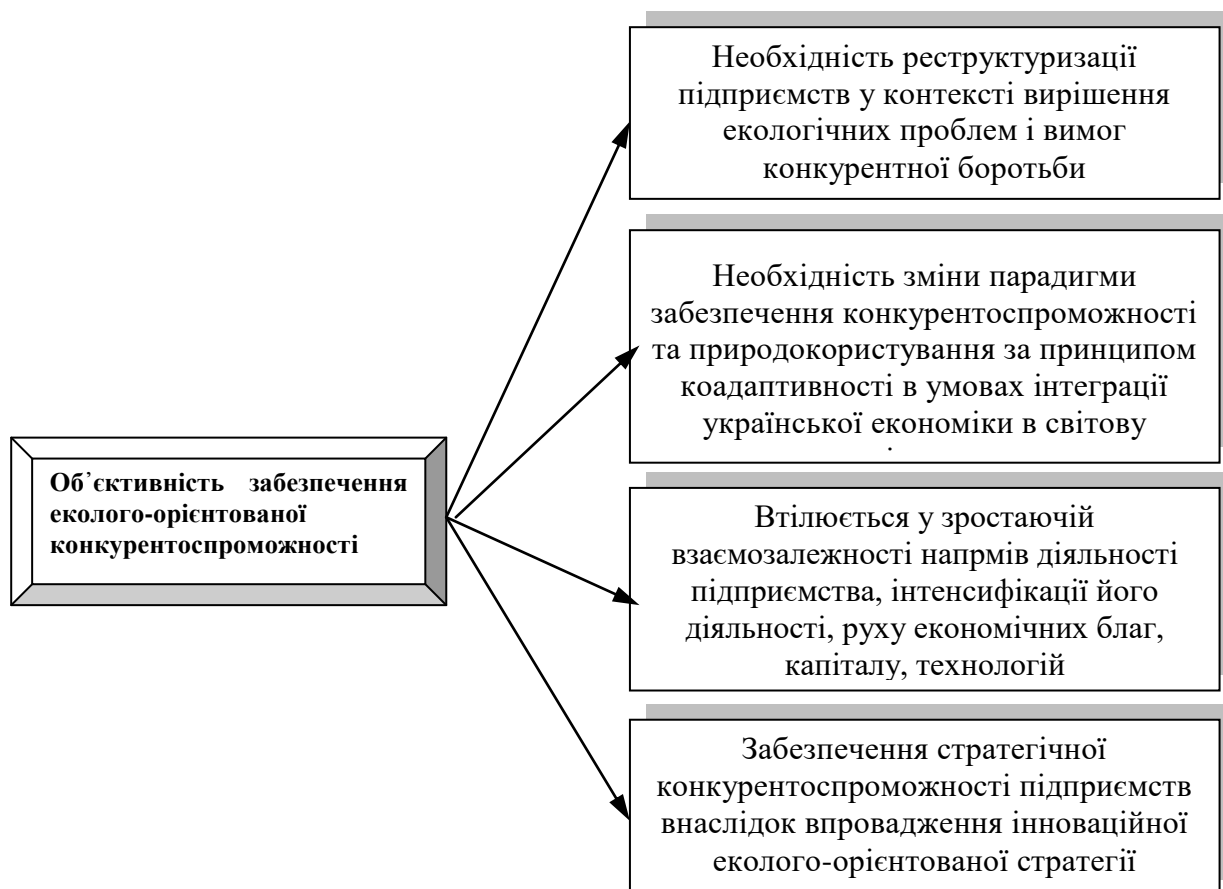 Необхідність реструктуризації
підприємств у контексті вирішення
екологічних проблем і вимог
конкурентної боротьби
Необхідність зміни парадигми
забезпечення конкурентоспроможності
та природокористування за принципом
коадаптивності в умовах інтеграції
української економіки в світову
Об’єктивність забезпечення
еколого-орієнтованої
конкурентоспроможності
Втілюється у зростаючій
взаємозалежності напрмів діяльності
підприємства, інтенсифікації його
діяльності, руху економічних благ,
капіталу, технологій
Забезпечення стратегічної
конкурентоспроможності підприємств
внаслідок впровадження інноваційної
еколого-орієнтованої стратегії